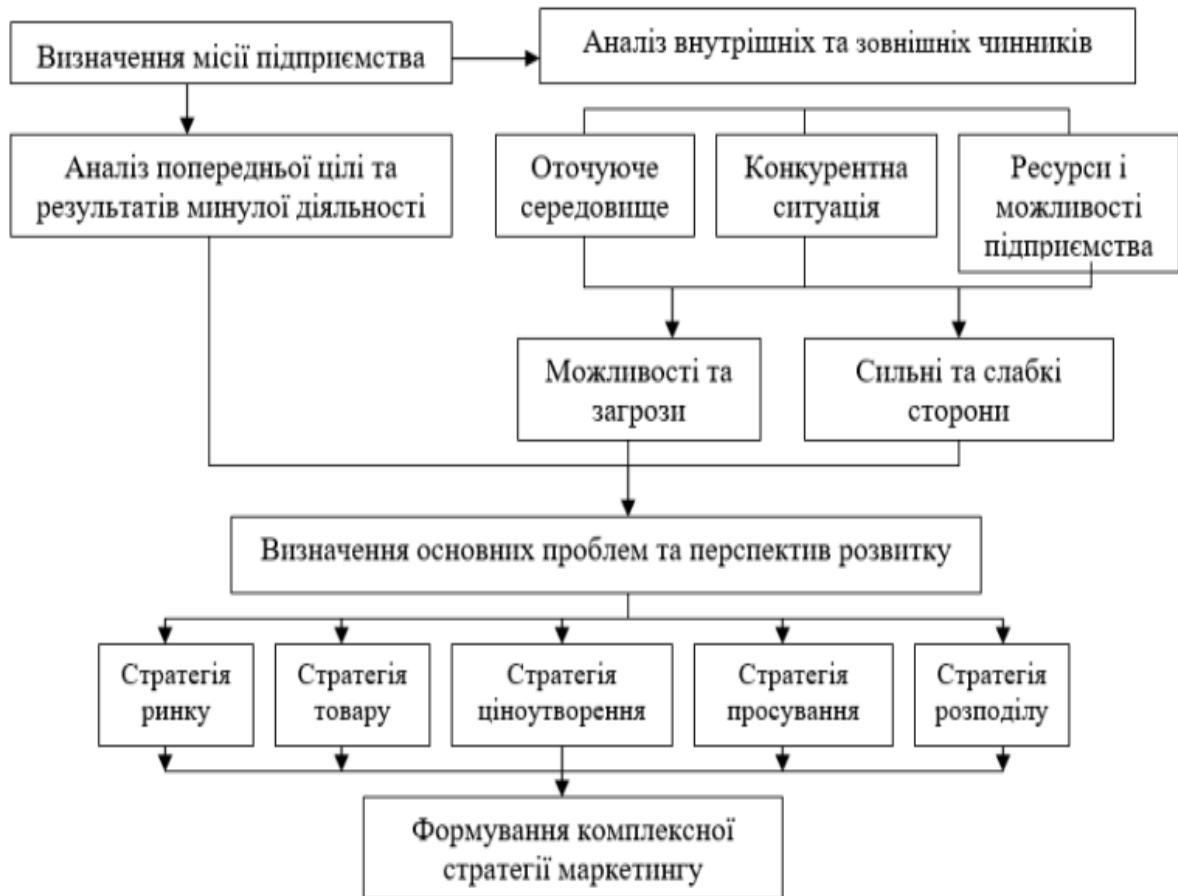 Визначення місії підприємства
Аналіз внутрішніх та зовнішніх чинників
Аналіз попередньої цілі та
результатів минулої діяльності
Оточуюче
середовище
Конкурентна
ситуація
Ресурси і
можливості
підприємства
Можливості та
загрози
Сильні та слабкі
сторони
Визначення основних проблем та перспектив розвитку
Стратегія
ринку
Стратегія
товару
Стратегія
ціноутворення
Стратегія
просування
Стратегія
розподілу
Формування комплексної
стратегії маркетингу